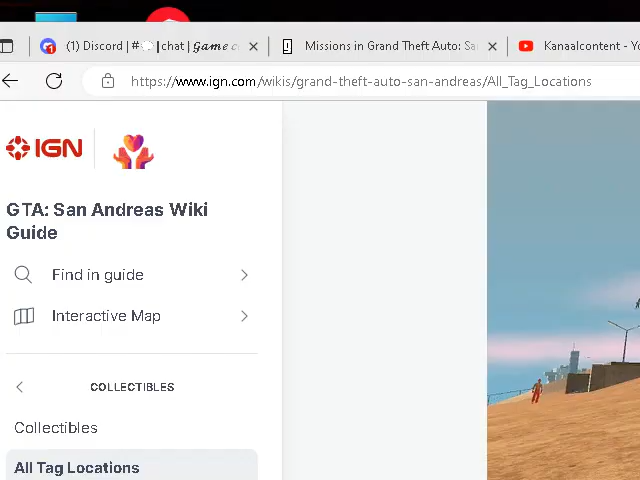 (1) Discord | #💭|chat | 𝓖𝓪𝓶𝓮 𝓬
Missions in Grand Theft Auto: Sa
Kanaalcontent - Yo
https://www.ign.com/wikis/grand-theft-auto-san-andreas/All_Tag_Locations
IGN
GTA: San Andreas Wiki
Guide
Find in guide
Interactive Map
COLLECTIBLES
Collectibles
All Tag Locations